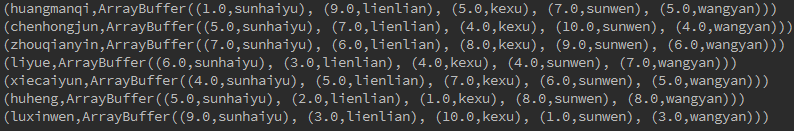 (huangmanqi,ArrayBuffer((1.0,sunhaiyu), (9.0,lienlian), (5.0,kexu), (7.0,sunwen), (5.0,wangyan)))
(chenhongjun,ArrayBuffer((5.0,sunhaiyu), (7.0,lienlian), (4.0,kexu), (10.0,sunwen), (4.0,wangyan)))
(zhouqianyin,ArrayBuffer((7.0,sunhaiyu), (6.0,lienlian), (8.0,kexu), (9.0,sunwen), (6.0,wangyan)))
(liyue,ArrayBuffer((6.0,sunhaiyu), (3.0,lienlian), (4.0,kexu), (4.0,sunwen), (7.0,wangyan)))
(xiecaiyun,ArrayBuffer((4.0,sunhaiyu), (5.0,lienlian), (7.0,kexu), (6.0,sunwen), (5.0,wangyan)))
(huheng,ArrayBuffer((5.0,sunhaiyu), (2.0,lienlian), (1.0,kexu), (8.0,sunwen), (8.0,wangyan)))
(luxinwen,ArrayBuffer((9.0,sunhaiyu), (3.0,lienlian), (10.0,kexu), (1.0,sunwen), (3.0,wangyan)))